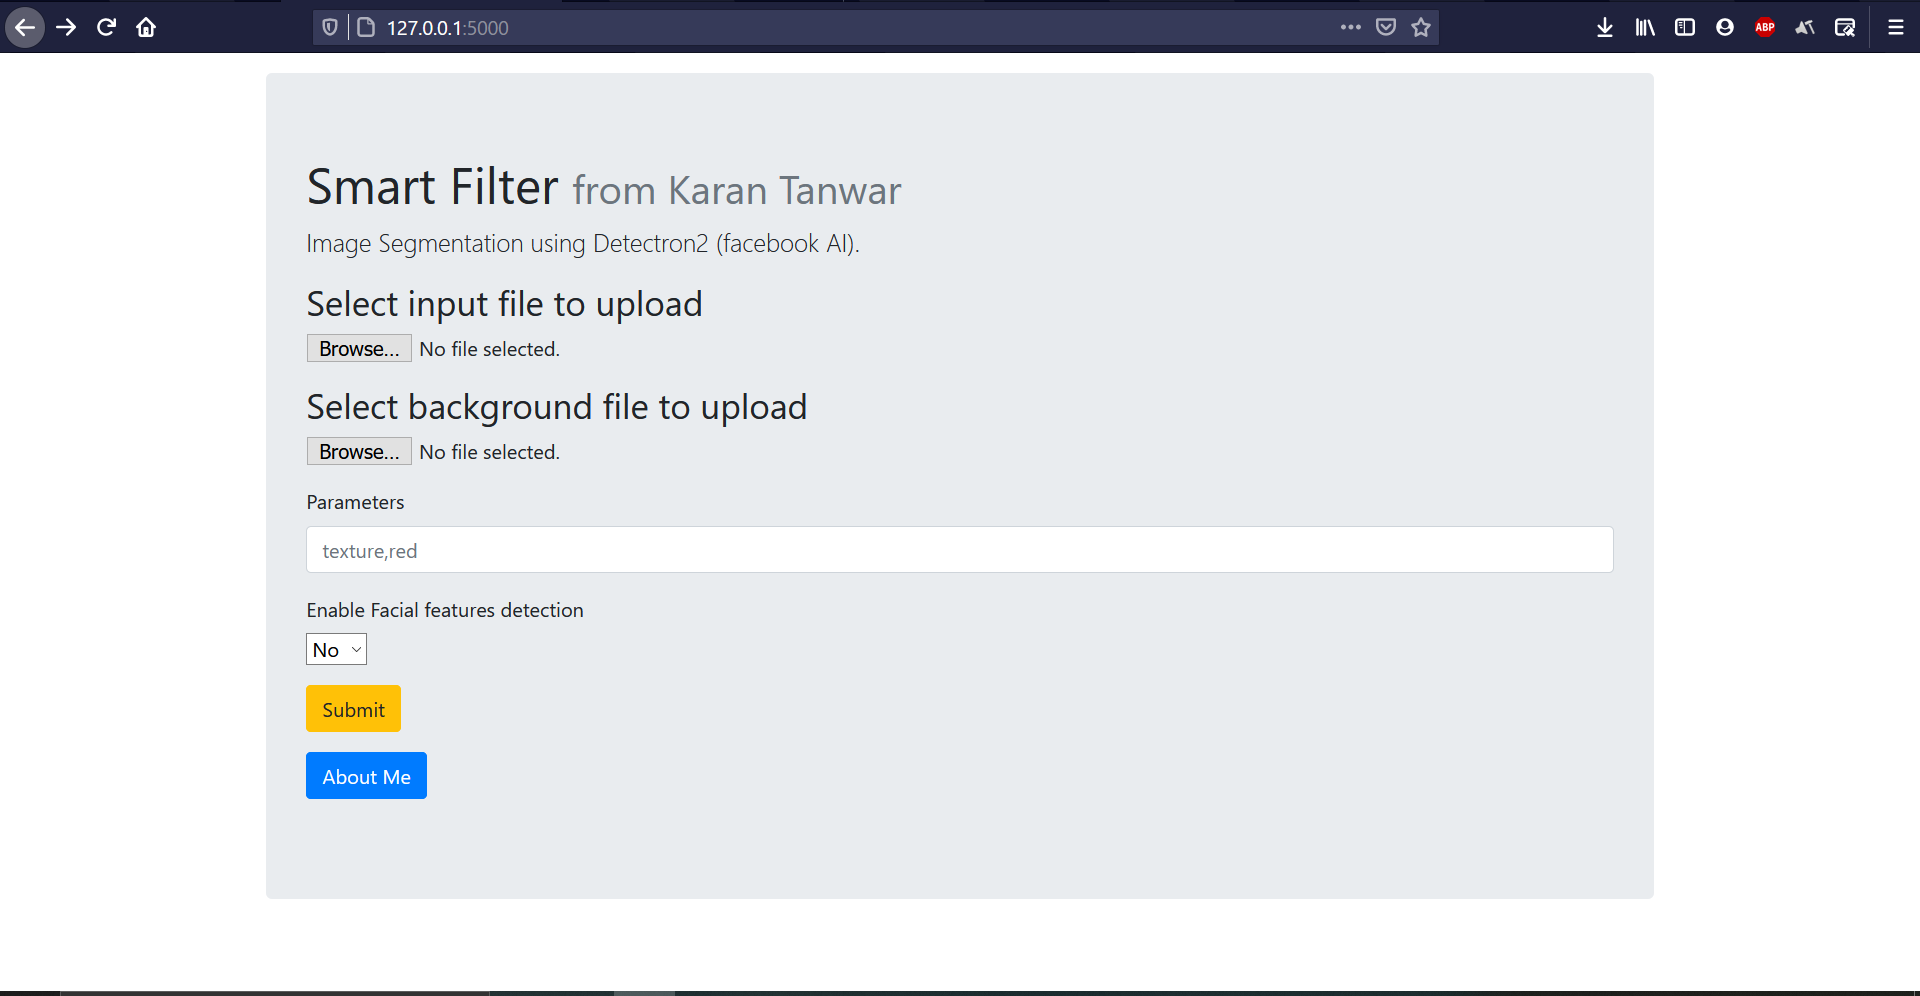 127.0.0.1:5000
ABP
Smart Filter from Karan Tanwar
Image Segmentation using Detectron2 (facebook AI).
Select input file to upload
Browse... No file selected.
Select background file to upload
Browse... No file selected.
Parameters
texture,red
Enable Facial features detection
No
Submit
About Me